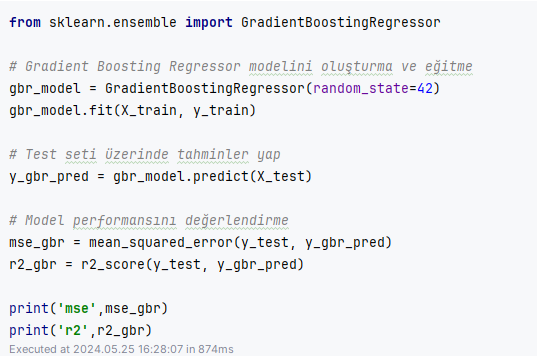 from sklearn.ensemble import GradientBoostingRegressor
# Gradient Boosting Regressor modelini oluşturma ve eğitme
gbr_model = GradientBoostingRegressor(random_state=42)
gbr_model.fit(X_train, y_train)
# Test seti üzerinde tahminler yap
y_gbr_pred = gbr_model.predict(X_test)
# Model performansını değerlendirme
mse_gbr = mean_squared_error(y_test, y_gbr_pred)
r2_gbr = r2_score(y_test, y_gbr_pred)
print('mse',mse_gbr)
print('r2',r2_gbr)
Executed at 2024.05.25 16:28:07 in 874ms